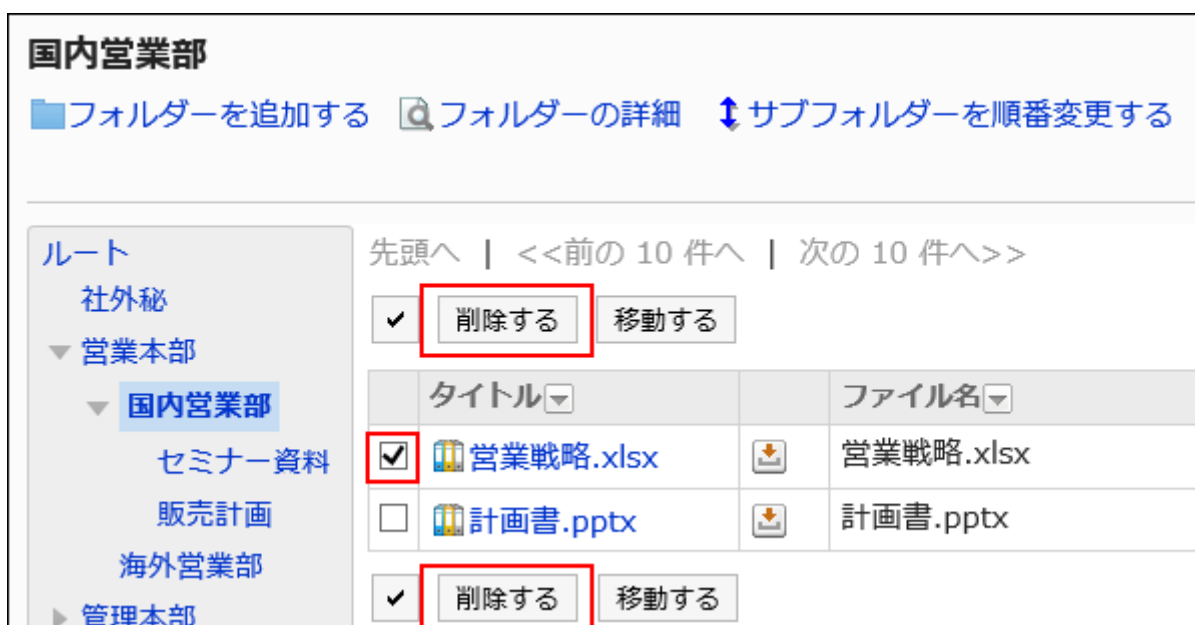 国内営業部
フォルダーを追加する フォルダーの詳細 サブフォルダーを順番変更する
ルート
社外秘
営業本部
国内営業部
セミナー資料
販売計画
海外営業部
管理本部
先頭へ | <<前の 10 件へ | 次の 10 件へ>>
削除する 移動する
タイトル ファイル名
営業戦略.xlsx 営業戦略.xlsx
計画書.pptx 計画書.pptx
削除する 移動する